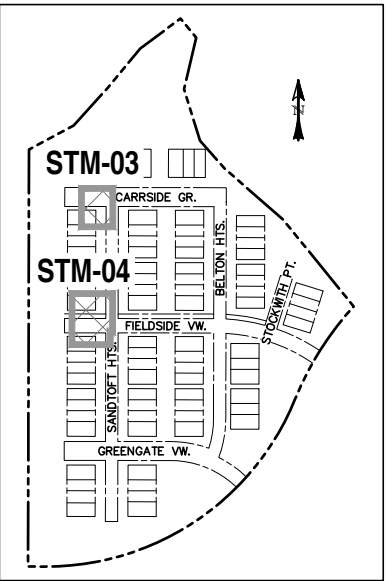 STM-03
CARRSIDE GR.
BELTON HTS.
STM-04
STOCKWITH PT.
FIELDSIDE VW.
SANDTOFT HTS.
GREENGATE VW.